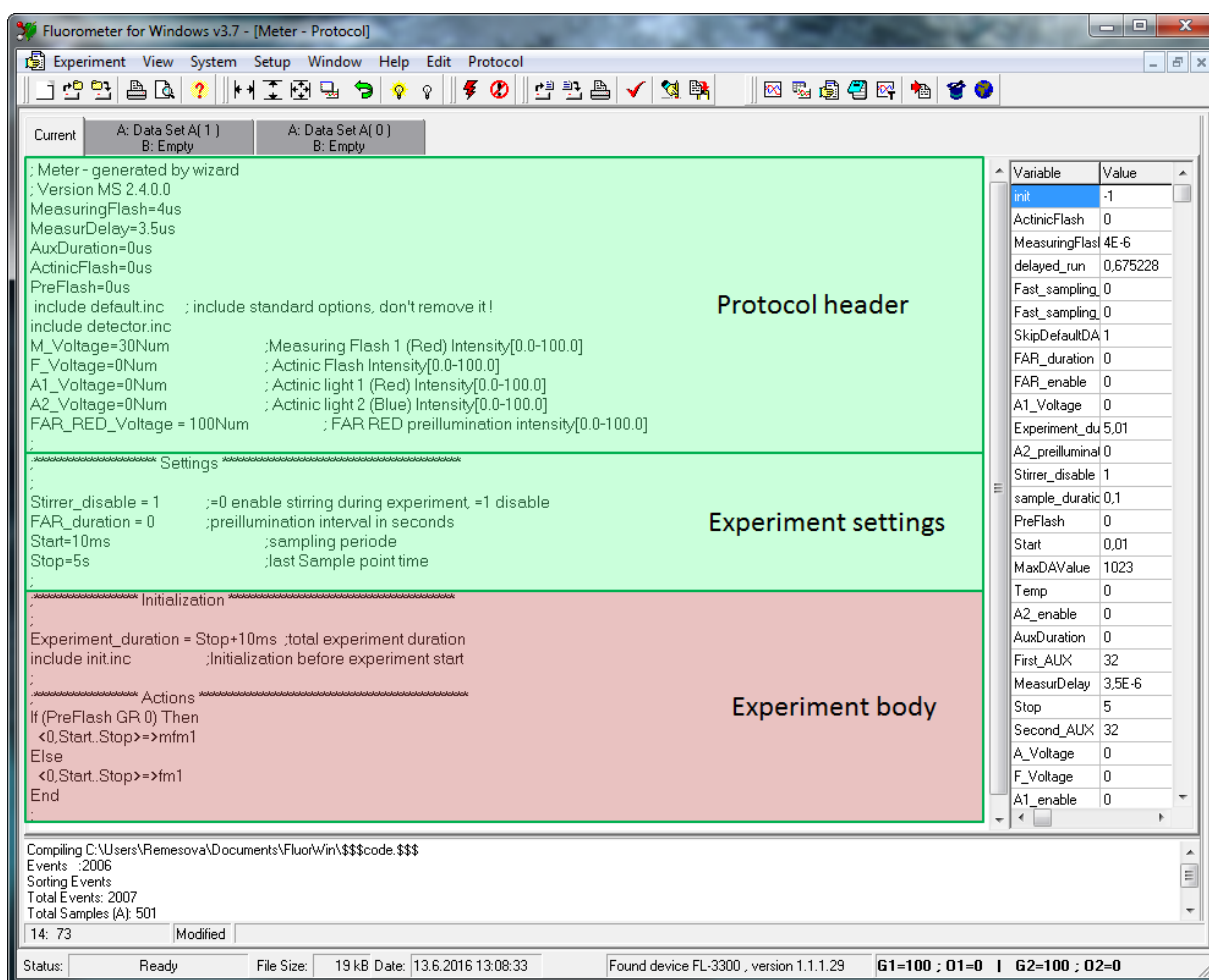 Fluorometer for Windows v3.7 - [Meter - Protocol]
Experiment View System Setup Window Help Edit Protocol
Current
A: Data Set A( 1 )
B: Empty
A: Data Set A( 0 )
B: Empty
; Meter - generated by wizard
; Version MS 2.4.0.0
MeasuringFlash=4us
MeasurDelay=3.5us
AuxDuration=0us
ActinicFlash=0us
PreFlash=0us
include default.inc ; include standard options, don't remove it !
include detector.inc
M_Voltage=30Num ;Measuring Flash 1 (Red) Intensity[0.0-100.0]
F_Voltage=0Num ; Actinic Flash Intensity[0.0-100.0]
A1_Voltage=0Num ; Actinic light 1 (Red) Intensity[0.0-100.0]
A2_Voltage=0Num ; Actinic light 2 (Blue) Intensity[0.0-100.0]
FAR_RED_Voltage = 100Num ; FAR RED preillumination intensity[0.0-100.0]
;
Protocol header
;******************** Settings ****************************************
;
Stirrer_disable = 1 ;=0 enable stirring during experiment, =1 disable
FAR_duration = 0 ;preillumination interval in seconds
Start=10ms ;sampling periode
Stop=5s ;last Sample point time
;
Experiment settings
;***************** Initialization **************************************
;
Experiment_duration = Stop+10ms ;total experiment duration
include init.inc ;Initialization before experiment start
;
;***************** Actions *********************************************
If (PreFlash GR 0) Then
<0,Start..Stop>=>mfm1
Else
<0,Start..Stop>=>fm1
End
;
Experiment body
Variable Value
init -1
ActinicFlash 0
MeasuringFlasl 4E-6
delayed_run 0,675228
Fast_sampling_ 0
Fast_sampling_ 0
SkipDefaultDA 1
FAR_duration 0
FAR_enable 0
A1_Voltage 0
Experiment_du 5,01
A2_preilluminal 0
Stirrer_disable 1
sample_duratic 0,1
PreFlash 0
Start 0,01
MaxDAValue 1023
Temp 0
A2_enable 0
AuxDuration 0
First_AUX 32
MeasurDelay 3,5E-6
Stop 5
Second_AUX 32
A_Voltage 0
F_Voltage 0
A1_enable 0
Compiling C:\Users\Remesova\Documents\FluorWin\$$$code.$$$
Events :2006
Sorting Events
Total Events: 2007
Total Samples (A): 501
14: 73 Modified
Status: Ready File Size: 19 kB Date: 13.6.2016 13:08:33 Found device FL-3300 , version 1.1.1.29 G1=100 ; O1=0 | G2=100 ; O2=0